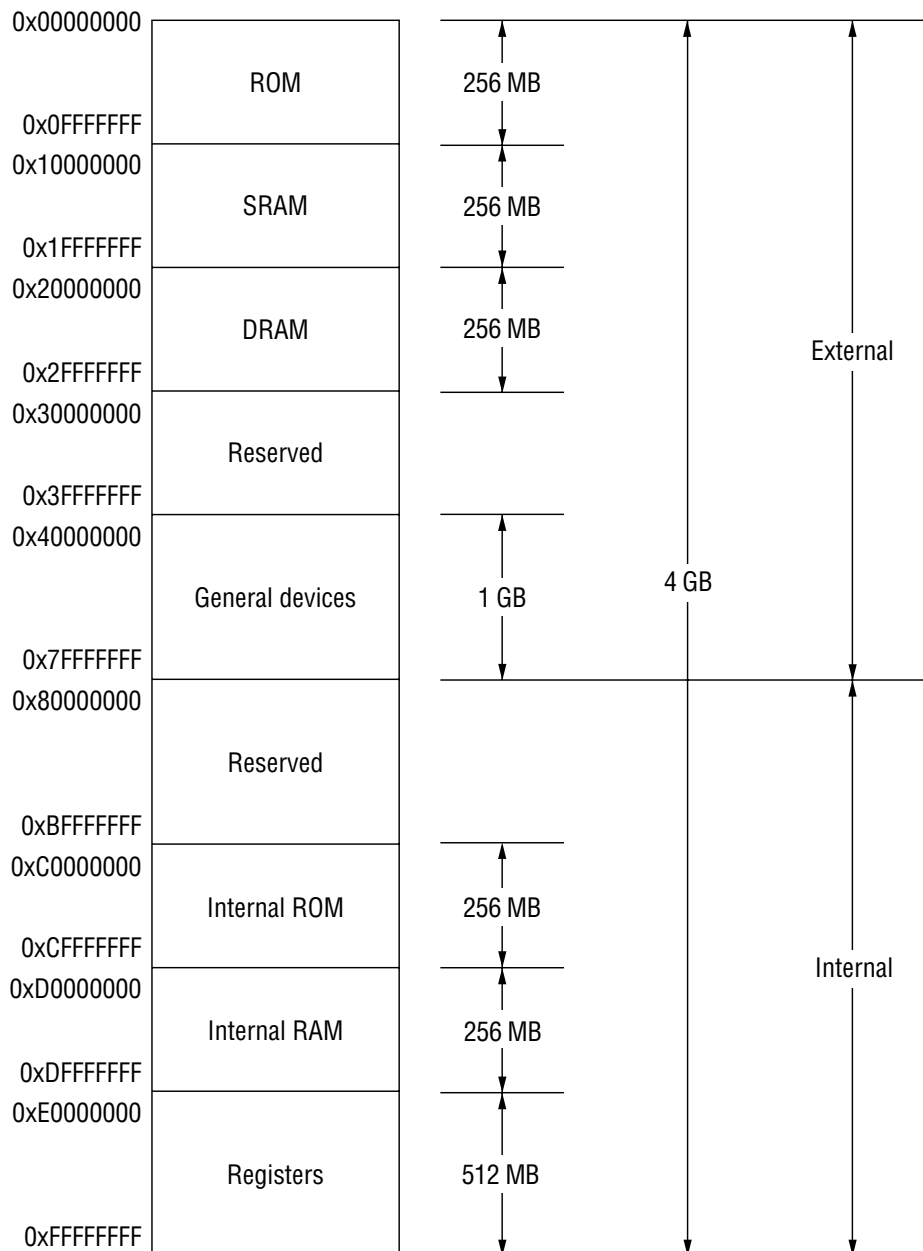 0x00000000
ROM
256 MB
0x0FFFFFFF
0x10000000
SRAM
256 MB
0x1FFFFFFF
0x20000000
DRAM
256 MB
External
0x2FFFFFFF
0x30000000
Reserved
0x3FFFFFFF
0x40000000
General devices
1 GB
4 GB
0x7FFFFFFF
0x80000000
Reserved
0xBFFFFFFF
0xC0000000
Internal ROM
256 MB
0xCFFFFFFF
Internal
0xD0000000
Internal RAM
256 MB
0xDFFFFFFF
0xE0000000
Registers
512 MB
0xFFFFFFFF